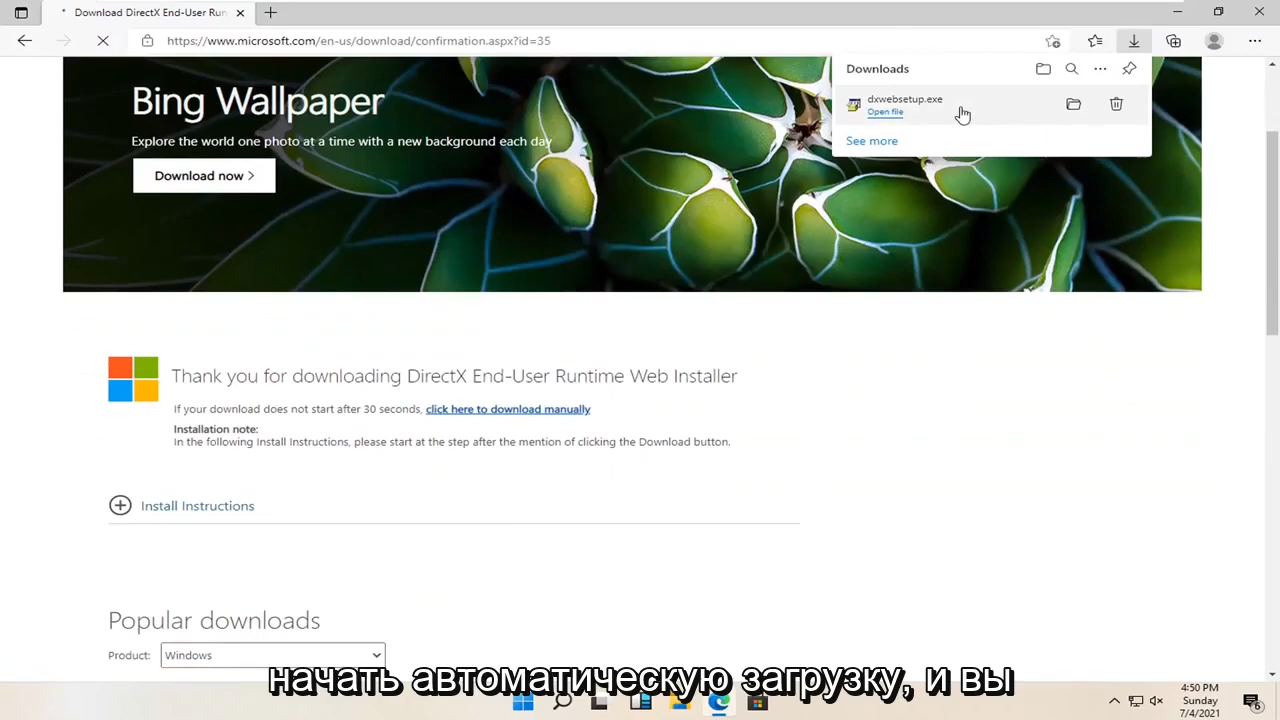 Download DirectX End-User Run
https://www.microsoft.com/en-us/download/confirmation.aspx?id=35
Downloads
dxwebsetup.exe
Open file
See more
Bing Wallpaper
Explore the world one photo at a time with a new background each day
Download now >
Thank you for downloading DirectX End-User Runtime Web Installer
If your download does not start after 30 seconds, click here to download manually
Installation note:
In the following Install Instructions, please start at the step after the mention of clicking the Download button.
Install Instructions
Popular downloads
Product: Windows
начать автоматическую загрузку, и вы
4:50 PM
Sunday
7/4/2021
6